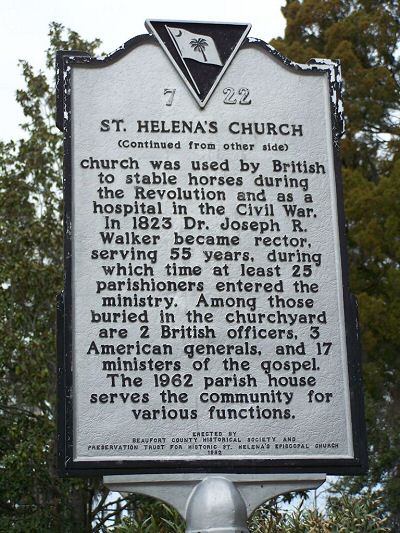 7 22
ST. HELENA'S CHURCH
(Continued from other side)
church was used by British
to stable horses during
the Revolution and as a
hospital in the Civil War.
In 1823 Dr. Joseph R.
Walker became rector,
serving 55 years, during
which time at least 25
parishioners entered the
ministry. Among those
buried in the churchyard
are 2 British officers, 3
American generals, and 17
ministers of the gospel.
The 1962 parish house
serves the community for
various functions.
ERECTED BY
BEAUFORT COUNTY HISTORICAL SOCIETY AND
PRESERVATION TRUST FOR HISTORIC ST. HELENA'S EPISCOPAL CHURCH